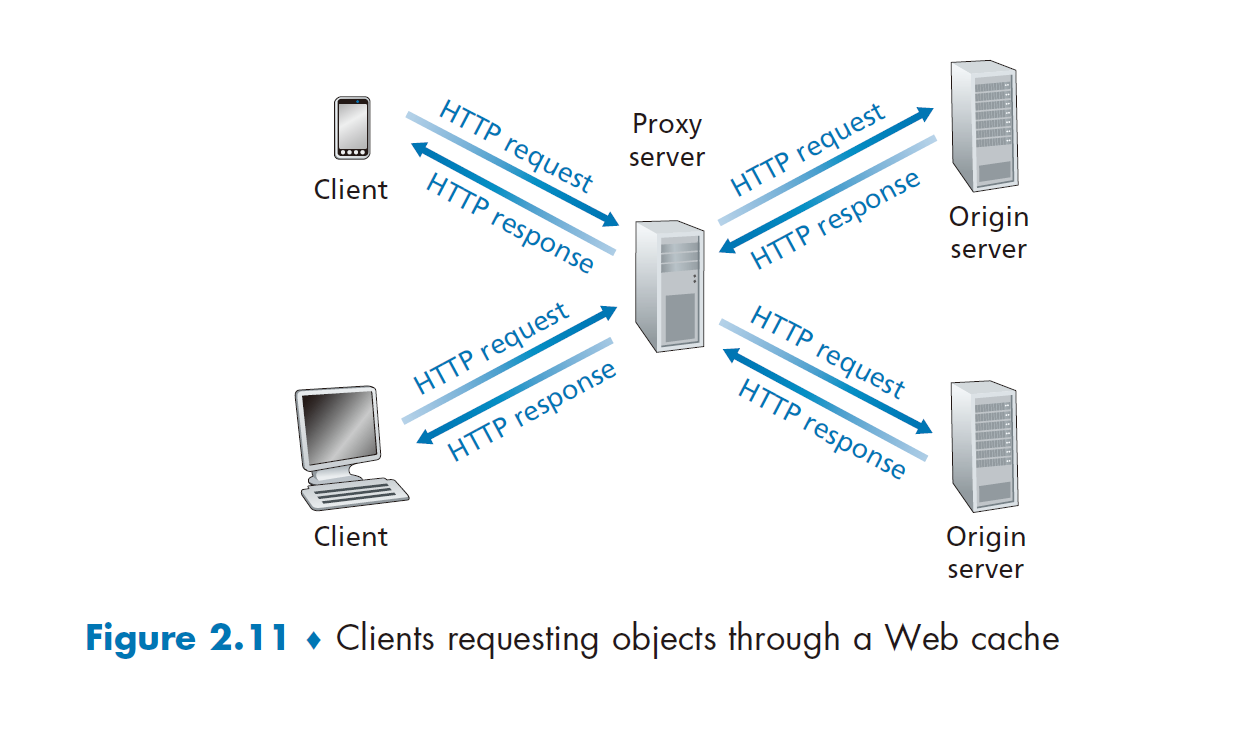 HTTP request
HTTP response
Client
Proxy
server
HTTP request
HTTP response
Origin
server
HTTP request
HTTP response
Client
HTTP request
HTTP response
Origin
server
Figure 2.11 ♦ Clients requesting objects through a Web cache